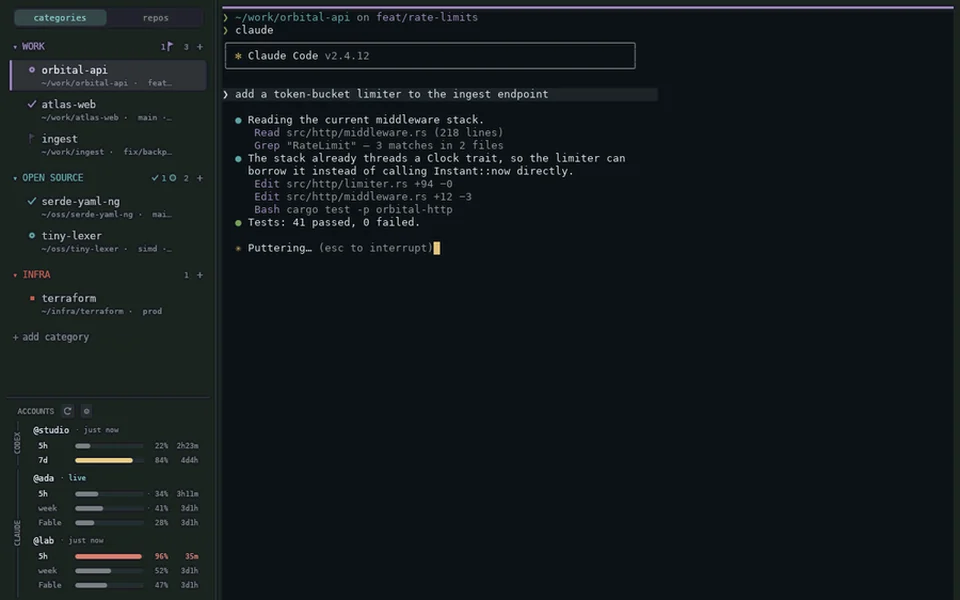 categories repos
WORK 1 3 +
orbital-api
~/work/orbital-api · feat…
atlas-web
~/work/atlas-web · main ·…
ingest
~/work/ingest · fix/backp…
OPEN SOURCE ✓ 1 2 +
serde-yaml-ng
~/oss/serde-yaml-ng · mai…
tiny-lexer
~/oss/tiny-lexer · simd ·…
INFRA 1 +
terraform
~/infra/terraform · prod
+ add category
ACCOUNTS
CODEX
@studio · just now
5h 22% 2h23m
7d 84% 4d4h
CLAUDE
@ada · live
5h · 34% 3h11m
week · 41% 3d1h
Fable 28% 3d1h
@lab · just now
5h 96% 35m
week 52% 3d1h
Fable 47% 3d1h
❯ ~/work/orbital-api on feat/rate-limits
❯ claude
✻ Claude Code v2.4.12
❯ add a token-bucket limiter to the ingest endpoint
● Reading the current middleware stack.
Read src/http/middleware.rs (218 lines)
Grep "RateLimit" — 3 matches in 2 files
● The stack already threads a Clock trait, so the limiter can
borrow it instead of calling Instant::now directly.
Edit src/http/limiter.rs +94 −0
Edit src/http/middleware.rs +12 −3
Bash cargo test -p orbital-http
● Tests: 41 passed, 0 failed.
✳ Puttering… (esc to interrupt)